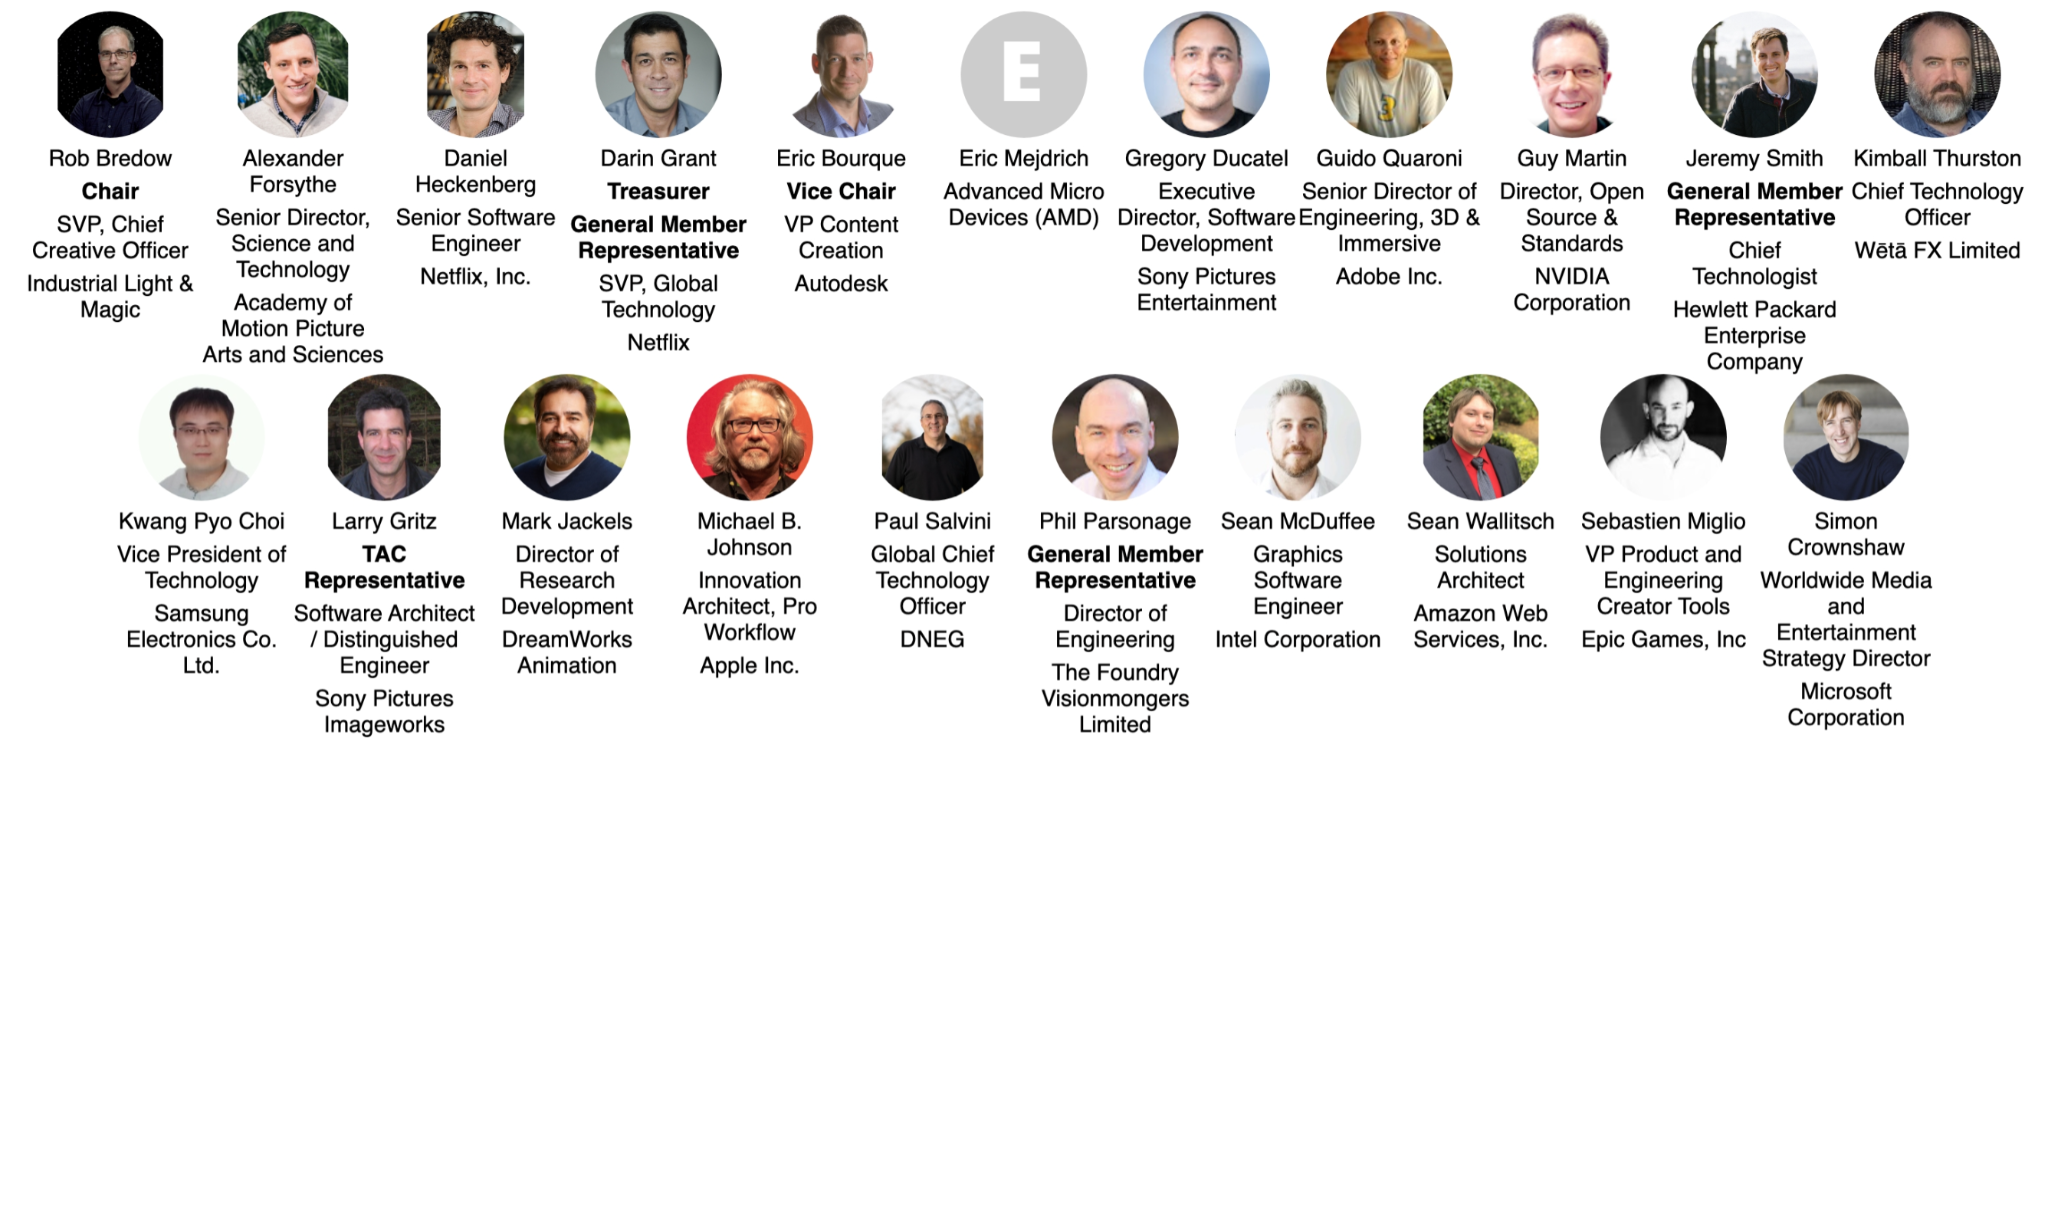 E
Rob Bredow
Chair
SVP, Chief
Creative Officer
Industrial Light &
Magic
Alexander
Forsythe
Senior Director,
Science and
Technology
Academy of
Motion Picture
Arts and Sciences
Daniel
Heckenberg
Senior Software
Engineer
Netflix, Inc.
Darin Grant
Treasurer
General Member
Representative
SVP, Global
Technology
Netflix
Eric Bourque
Vice Chair
VP Content
Creation
Autodesk
Eric Mejdrich
Advanced Micro
Devices (AMD)
Gregory Ducatel
Executive
Director, Software
Development
Sony Pictures
Entertainment
3
Guido Quaroni
Senior Director of
Engineering, 3D &
Immersive
Adobe Inc.
Guy Martin
Director, Open
Source &
Standards
NVIDIA
Corporation
Jeremy Smith
General Member
Representative
Chief
Technologist
Hewlett Packard
Enterprise
Company
Kimball Thurston
Chief Technology
Officer
Wētā FX Limited
Kwang Pyo Choi
Vice President of
Technology
Samsung
Electronics Co.
Ltd.
Larry Gritz
TAC
Representative
Software Architect
/ Distinguished
Engineer
Sony Pictures
Imageworks
Mark Jackels
Director of
Research
Development
DreamWorks
Animation
Michael B.
Johnson
Innovation
Architect, Pro
Workflow
Apple Inc.
Paul Salvini
Global Chief
Technology
Officer
DNEG
Phil Parsonage
General Member
Representative
Director of
Engineering
The Foundry
Visionmongers
Limited
Sean McDuffee
Graphics
Software
Engineer
Intel Corporation
Sean Wallitsch
Solutions
Architect
Amazon Web
Services, Inc.
Sebastien Miglio
VP Product and
Engineering
Creator Tools
Epic Games, Inc
Simon
Crownshaw
Worldwide Media
and
Entertainment
Strategy Director
Microsoft
Corporation